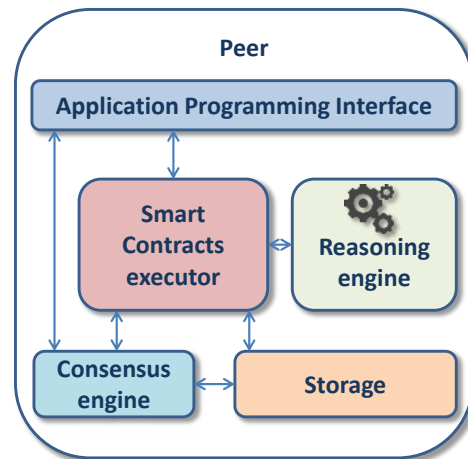 Peer
Application Programming Interface
Smart
Contracts
executor
Reasoning
engine
Consensus
engine
Storage